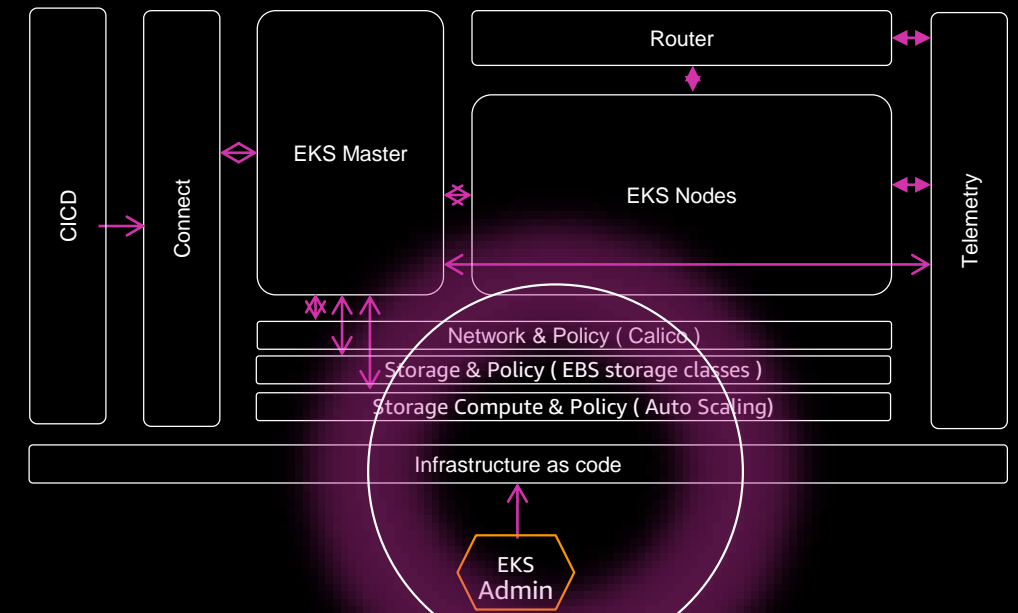 Router
EKS Master
EKS Nodes
CICD
Connect
Telemetry
Network & Policy ( Calico )
Storage & Policy ( EBS storage classes )
Storage Compute & Policy ( Auto Scaling)
Infrastructure as code
EKS
Admin